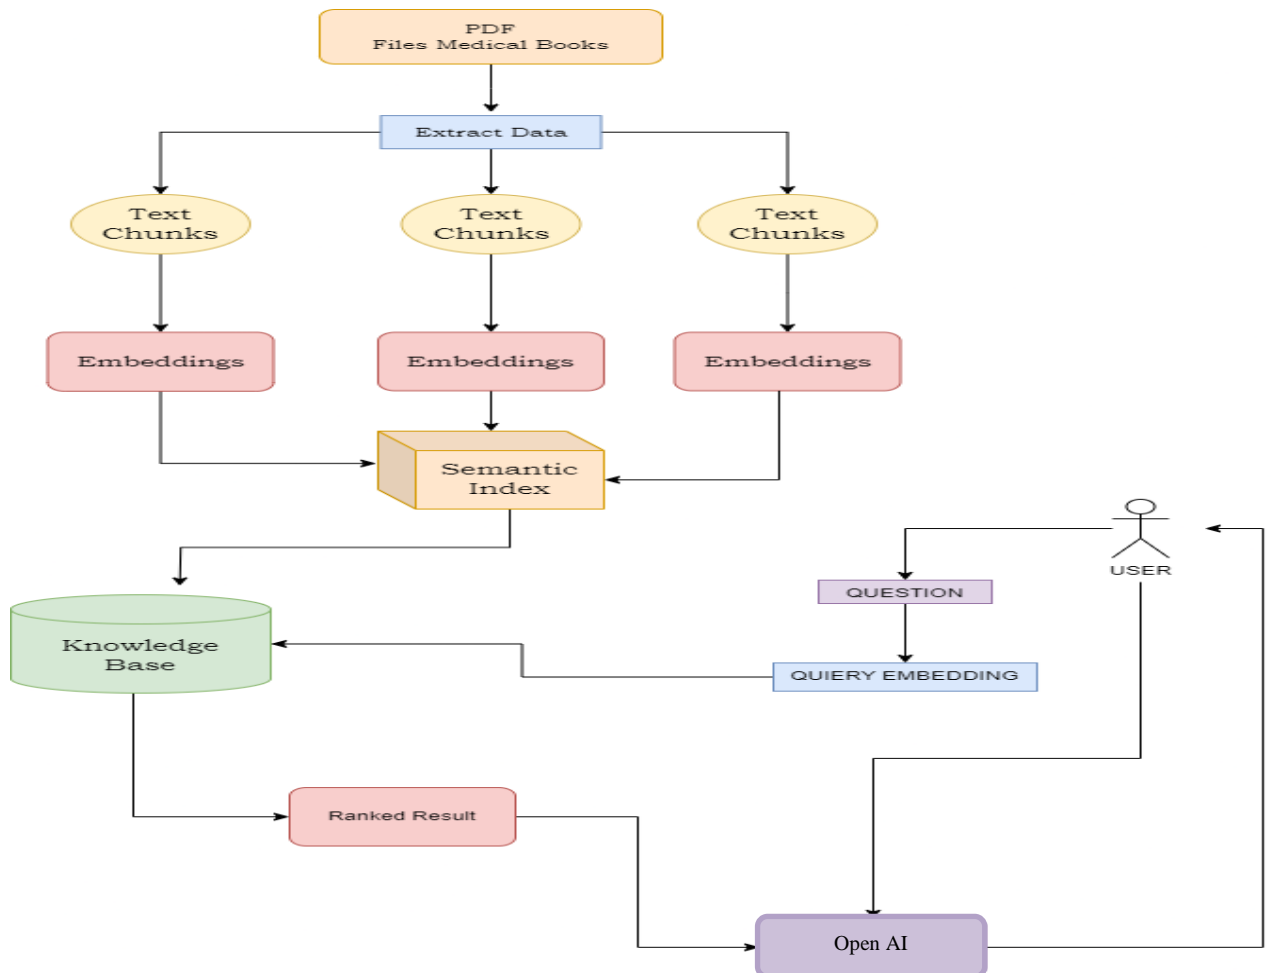 PDF
Files Medical Books
Extract Data
Text
Chunks
Text
Chunks
Text
Chunks
Embeddings
Embeddings
Embeddings
Semantic
Index
USER
QUESTION
Knowledge
Base
QUIERY EMBEDDING
Ranked Result
Open AI